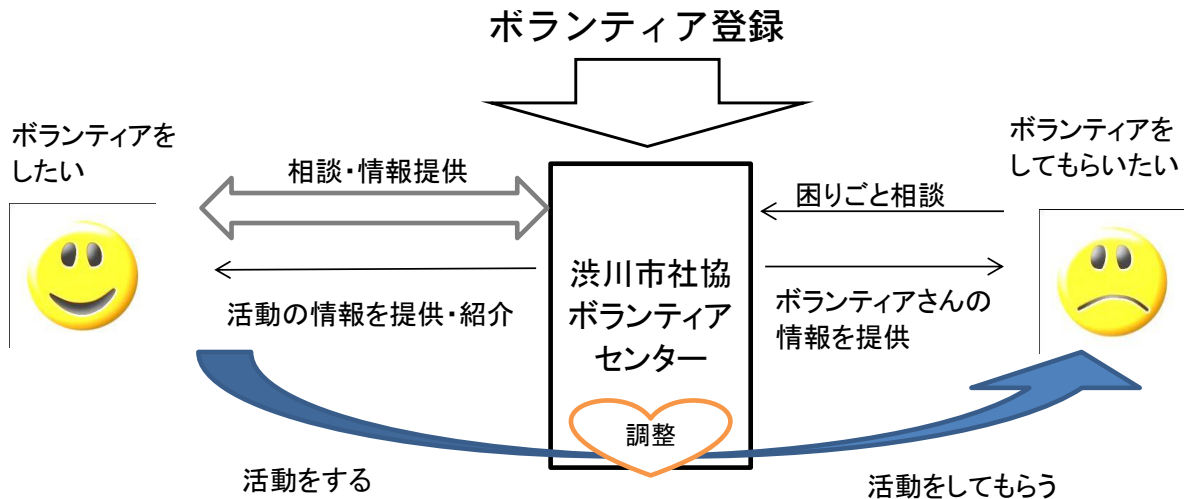 ボランティア登録
ボランティアを
したい
相談・情報提供
活動の情報を提供・紹介
渋川市社協
ボランティア
センター
調整
ボランティアを
してもらいたい
困りごと相談
ボランティアさんの
情報を提供
活動をする
活動をしてもらう